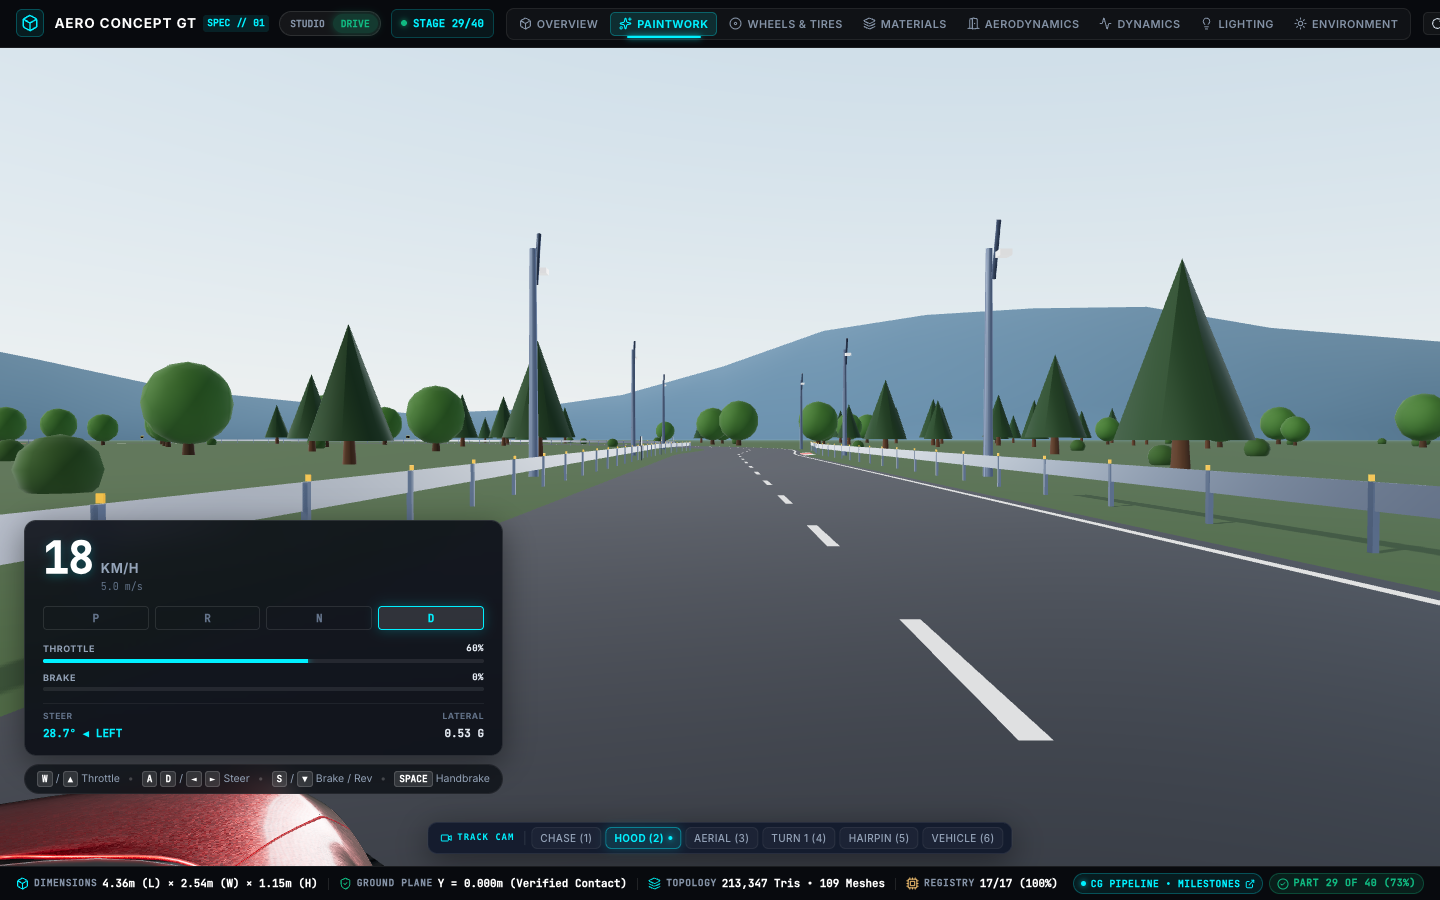 AERO CONCEPT GT SPEC // 01 STUDIO DRIVE STAGE 29/40 OVERVIEW PAINTWORK WHEELS & TIRES MATERIALS AERODYNAMICS DYNAMICS LIGHTING ENVIRONMENT
18 KM/H
5.0 m/s
P R N D
THROTTLE 60%
BRAKE 0%
STEER LATERAL
28.7° ◄ LEFT 0.53 G
W / ▲ Throttle • A D / ◄ ► Steer • S / ▼ Brake / Rev • SPACE Handbrake
TRACK CAM CHASE (1) HOOD (2) AERIAL (3) TURN 1 (4) HAIRPIN (5) VEHICLE (6)
DIMENSIONS 4.36m (L) × 2.54m (W) × 1.15m (H) GROUND PLANE Y = 0.000m (Verified Contact) TOPOLOGY 213,347 Tris • 109 Meshes REGISTRY 17/17 (100%) CG PIPELINE • MILESTONES PART 29 OF 40 (73%)